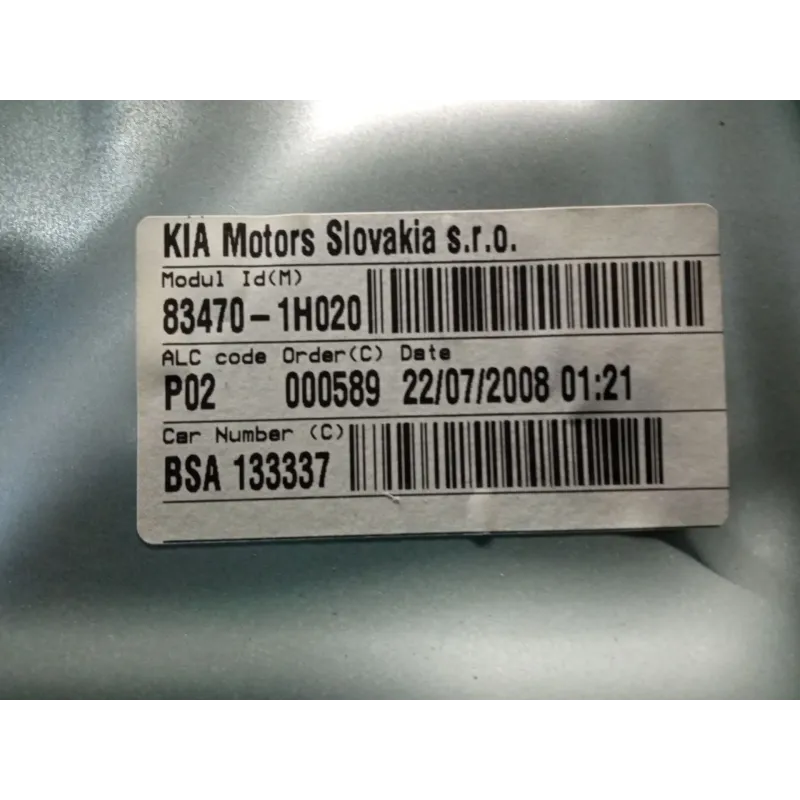 KIA Motors Slovakia s.r.o.
Modul Id(M)
83470-1H020
ALC code Order(C) Date
P02 000589 22/07/2008 01:21
Car Number (C)
BSA 133337